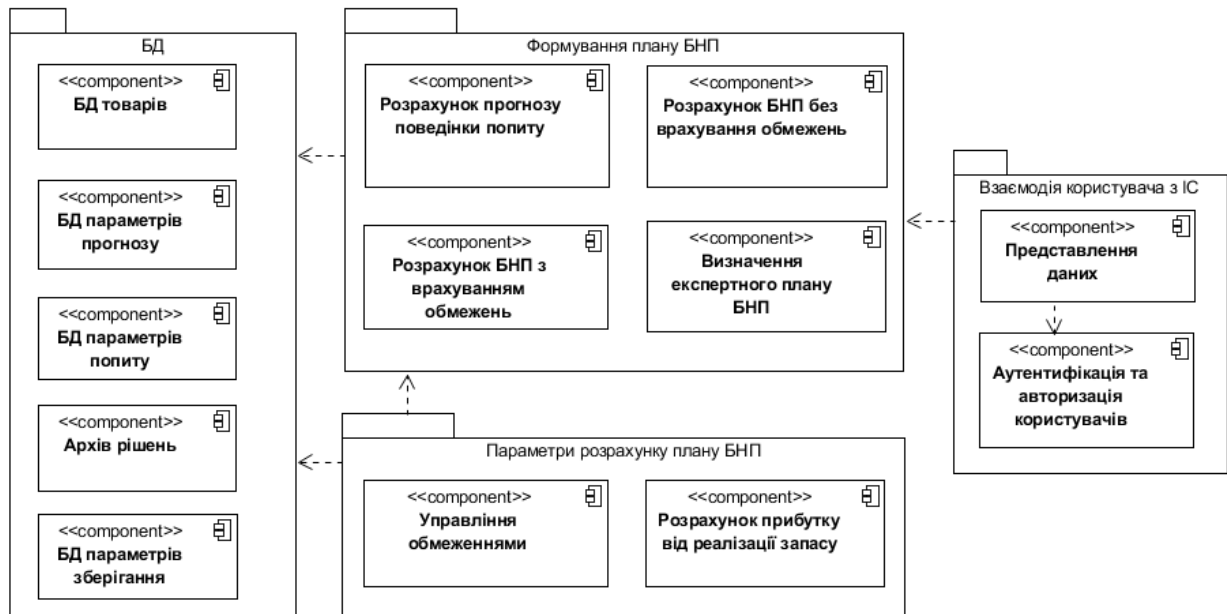 БД
<<component>>
БД товарів
<<component>>
БД параметрів
прогнозу
<<component>>
БД параметрів
попиту
<<component>>
Архів рішень
<<component>>
БД параметрів
зберігання
Формування плану БНП
<<component>>
Розрахунок прогнозу
поведінки попиту
<<component>>
Розрахунок БНП без
врахування обмежень
<<component>>
Розрахунок БНП з
врахуванням
обмежень
<<component>>
Визначення
експертного плану
БНП
Параметри розрахунку плану БНП
<<component>>
Управління
обмеженнями
<<component>>
Розрахунок прибутку
від реалізації запасу
Взаємодія користувача з ІС
<<component>>
Представлення
даних
<<component>>
Аутентифікація та
авторизація
користувачів